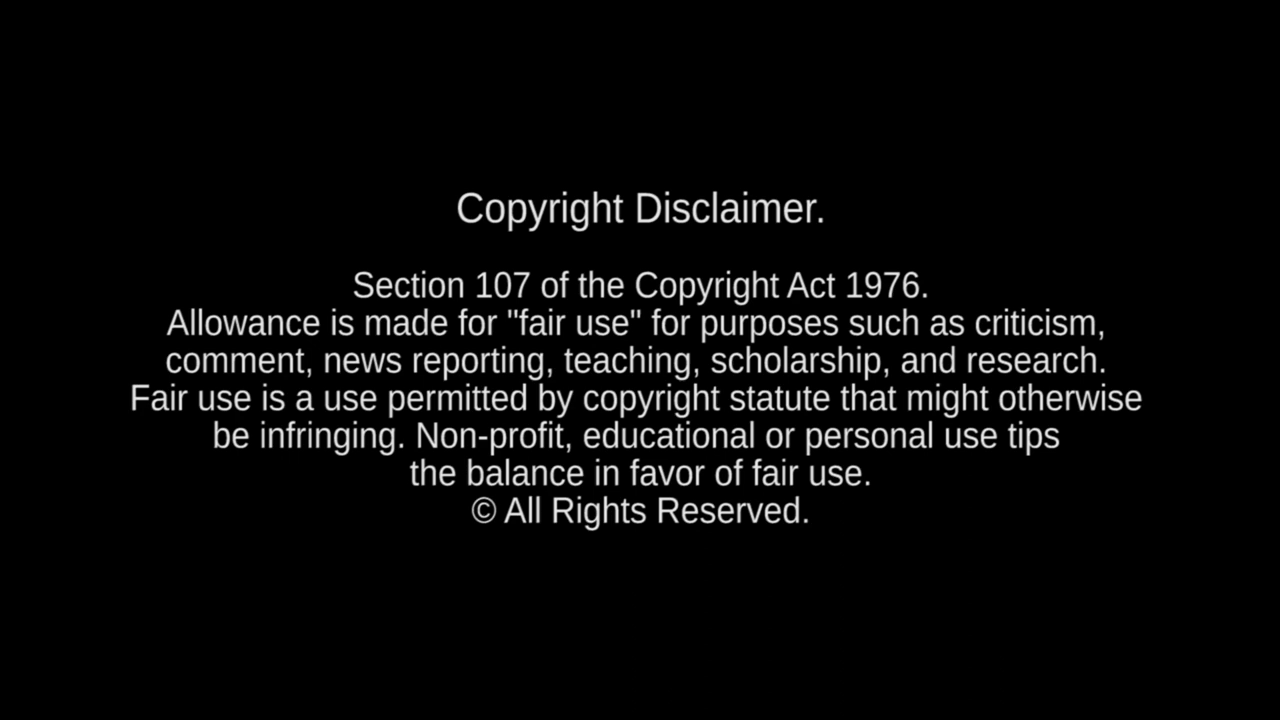 Copyright Disclaimer.
Section 107 of the Copyright Act 1976.
Allowance is made for "fair use" for purposes such as criticism,
comment, news reporting, teaching, scholarship, and research.
Fair use is a use permitted by copyright statute that might otherwise
be infringing. Non-profit, educational or personal use tips
the balance in favor of fair use.
© All Rights Reserved.